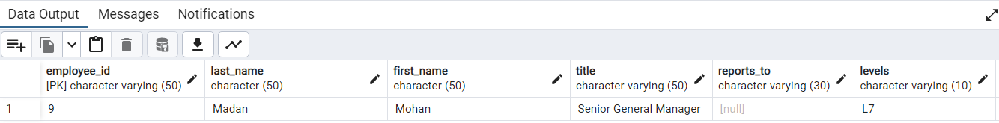 Data Output Messages Notifications
employee_id last_name first_name title reports_to levels
[PK] character varying (50) character (50) character (50) character varying (50) character varying (30) character varying (10)
1 9 Madan Mohan Senior General Manager [null] L7